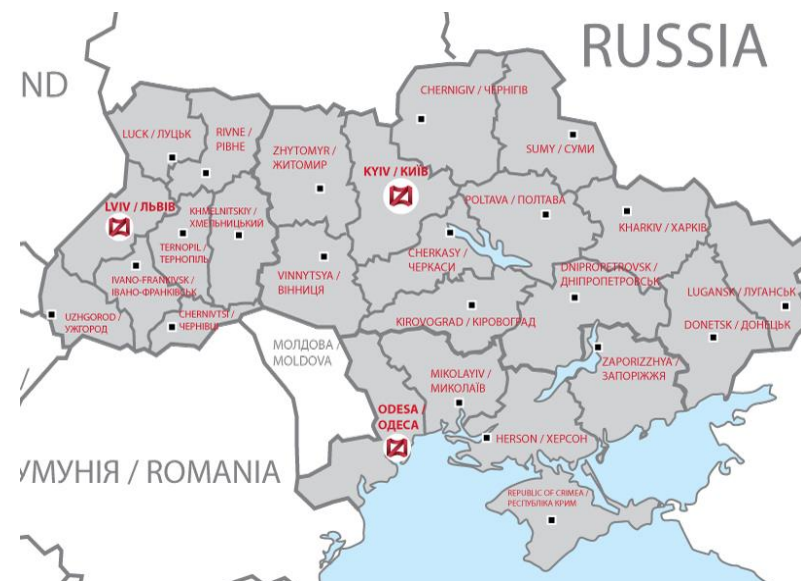 RUSSIA
ND
CHERNIGIV / ЧЕРНІГІВ
LUCK / ЛУЦЬК
RIVNE /
РІВНЕ
ZHYTOMYR /
ЖИТОМИР
SUMY / СУМИ
KYIV / КИЇВ
LVIV / ЛЬВІВ
KHMELNITSKIY /
ХМЕЛЬНИЦЬКИЙ
POLTAVA / ПОЛТАВА
KHARKIV / ХАРКІВ
TERNOPIL /
ТЕРНОПІЛЬ
CHERKASY /
ЧЕРКАСИ
VINNYTSYA /
ВІННИЦЯ
DNIPROPETROVSK /
ДНІПРОПЕТРОВСЬК
IVANO-FRANKIVSK /
ІВАНО-ФРАНКІВСЬК
LUGANSK / ЛУГАНСЬК
UZHGOROD /
УЖГОРОД
CHERNIVTSI /
ЧЕРНІВЦІ
KIROVOGRAD / КІРОВОГРАД
DONETSK / ДОНЕЦЬК
МОЛДОВА /
MOLDOVA
ZAPORIZZHYA /
ЗАПОРІЖЖЯ
MIKOLAYIV /
МИКОЛАЇВ
ODESA /
ОДЕСА
HERSON / ХЕРСОН
УМУНІЯ / ROMANIA
REPUBLIC OF CRIMEA /
РЕСПУБЛІКА КРИМ